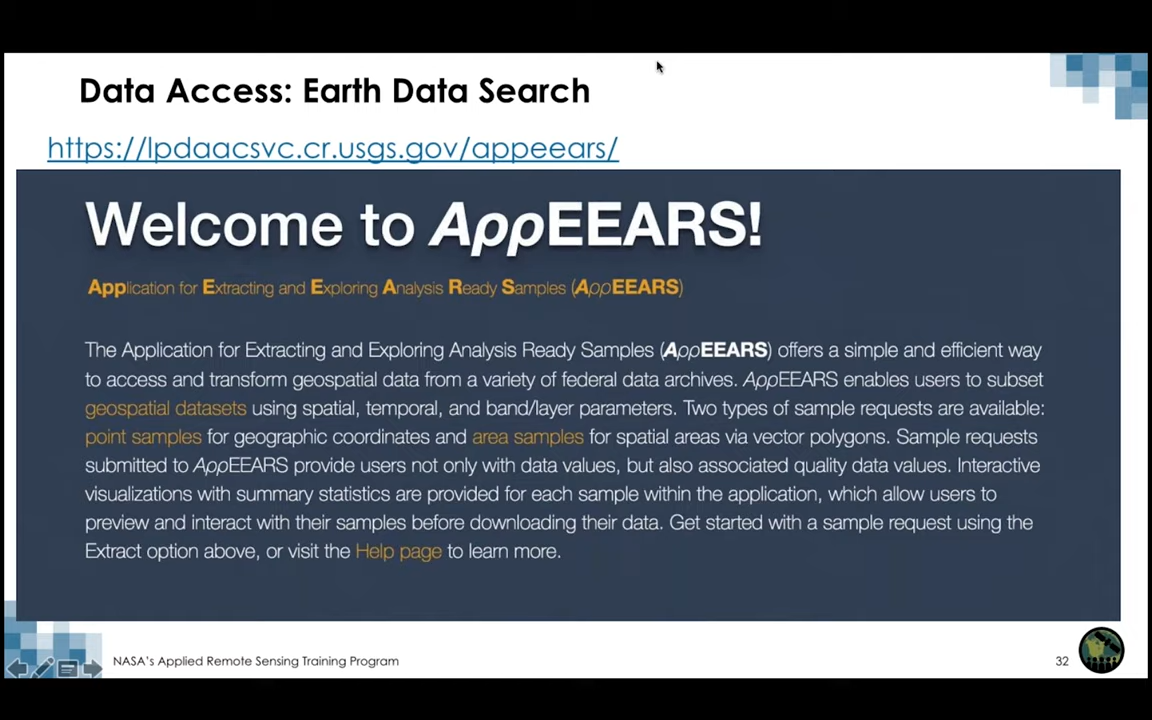 Data Access: Earth Data Search
https://lpdaacsvc.cr.usgs.gov/appeears/
Welcome to AppEEARS!
Application for Extracting and Exploring Analysis Ready Samples (AppEEARS)
The Application for Extracting and Exploring Analysis Ready Samples (AppEEARS) offers a simple and efficient way
to access and transform geospatial data from a variety of federal data archives. AppEEARS enables users to subset
geospatial datasets using spatial, temporal, and band/layer parameters. Two types of sample requests are available:
point samples for geographic coordinates and area samples for spatial areas via vector polygons. Sample requests
submitted to AppEEARS provide users not only with data values, but also associated quality data values. Interactive
visualizations with summary statistics are provided for each sample within the application, which allow users to
preview and interact with their samples before downloading their data. Get started with a sample request using the
Extract option above, or visit the Help page to learn more.
NASA's Applied Remote Sensing Training Program
32